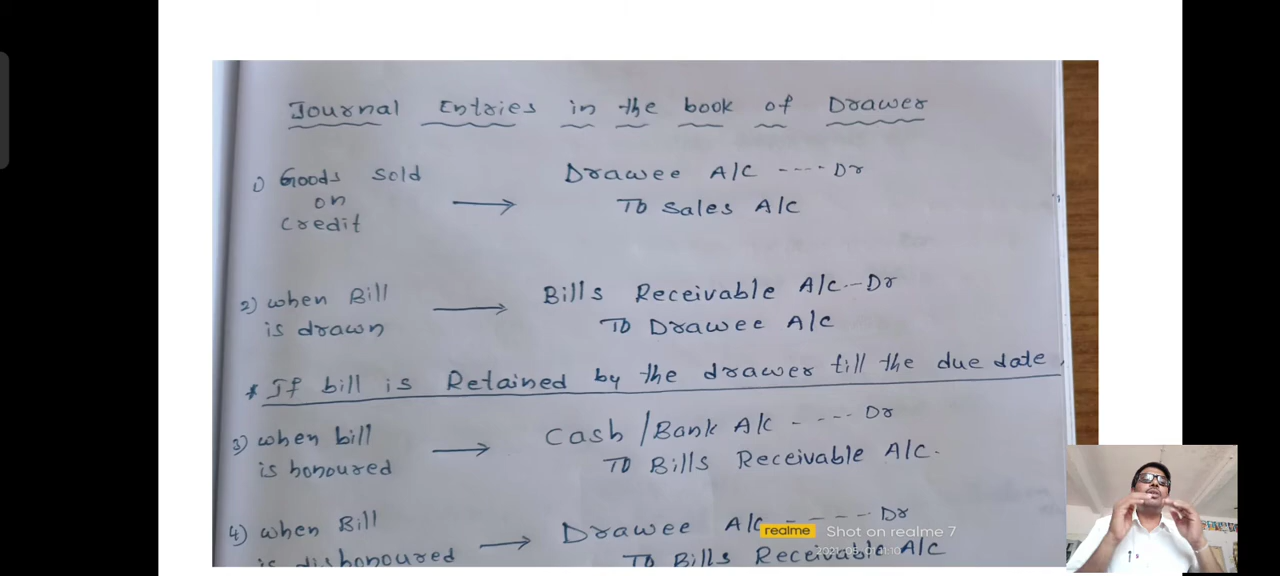 Journal Entries in the book of Drawer
1) Goods sold on credit → Drawee A/c ---- Dr
To Sales A/c
2) when Bill is drawn → Bills Receivable A/c -- Dr
To Drawee A/c
* If bill is Retained by the drawer till the due date,
3) when bill is honoured → Cash/Bank A/c ---- Dr
To Bills Receivable A/c.
4) when Bill is dishonoured → Drawee A/c ---- Dr
To Bills Receivable A/c
realme Shot on realme 7